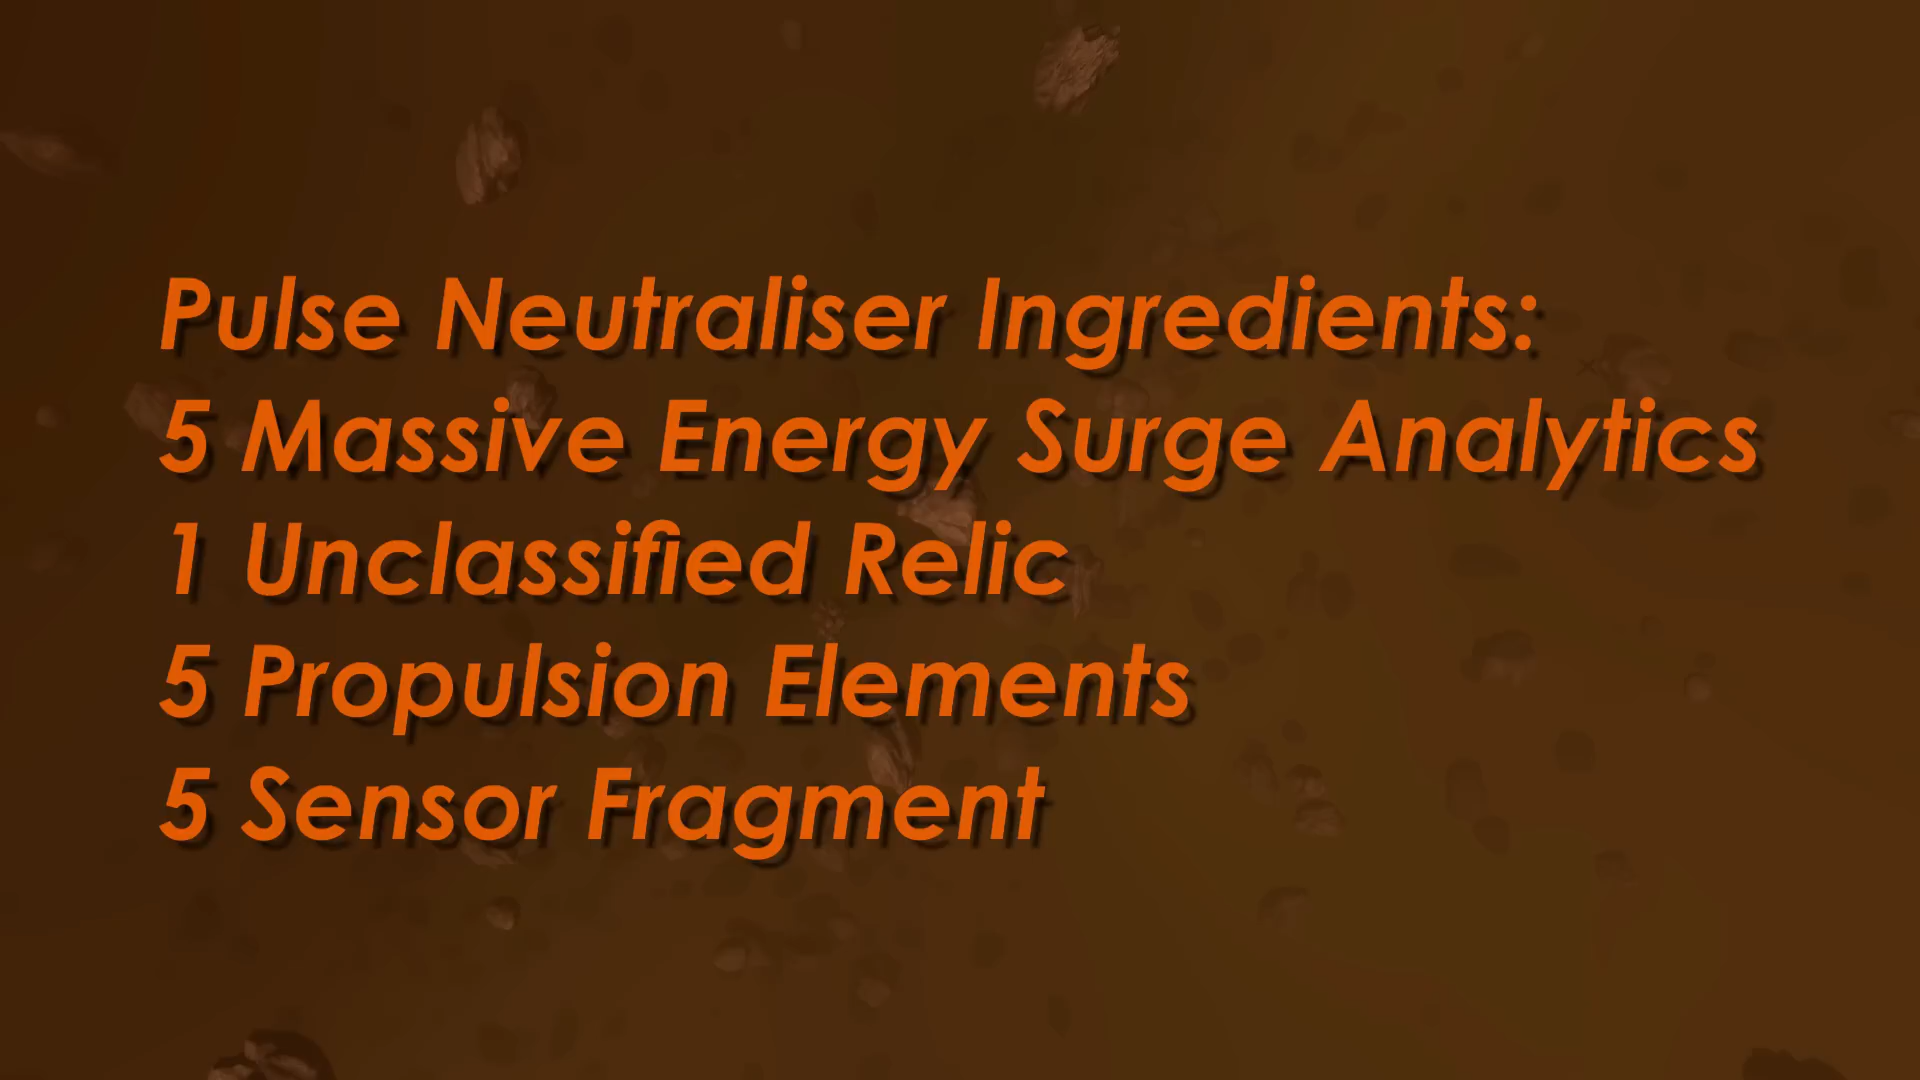 Pulse Neutraliser Ingredients:
5 Massive Energy Surge Analytics
1 Unclassified Relic
5 Propulsion Elements
5 Sensor Fragment